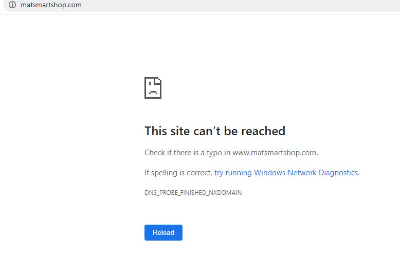 matsmartshop.com
This site can't be reached
Check if there is a typo in www.matsmartshop.com.
If spelling is correct, try running Windows Network Diagnostics.
DNS_PROBE_FINISHED_NXDOMAIN
Reload